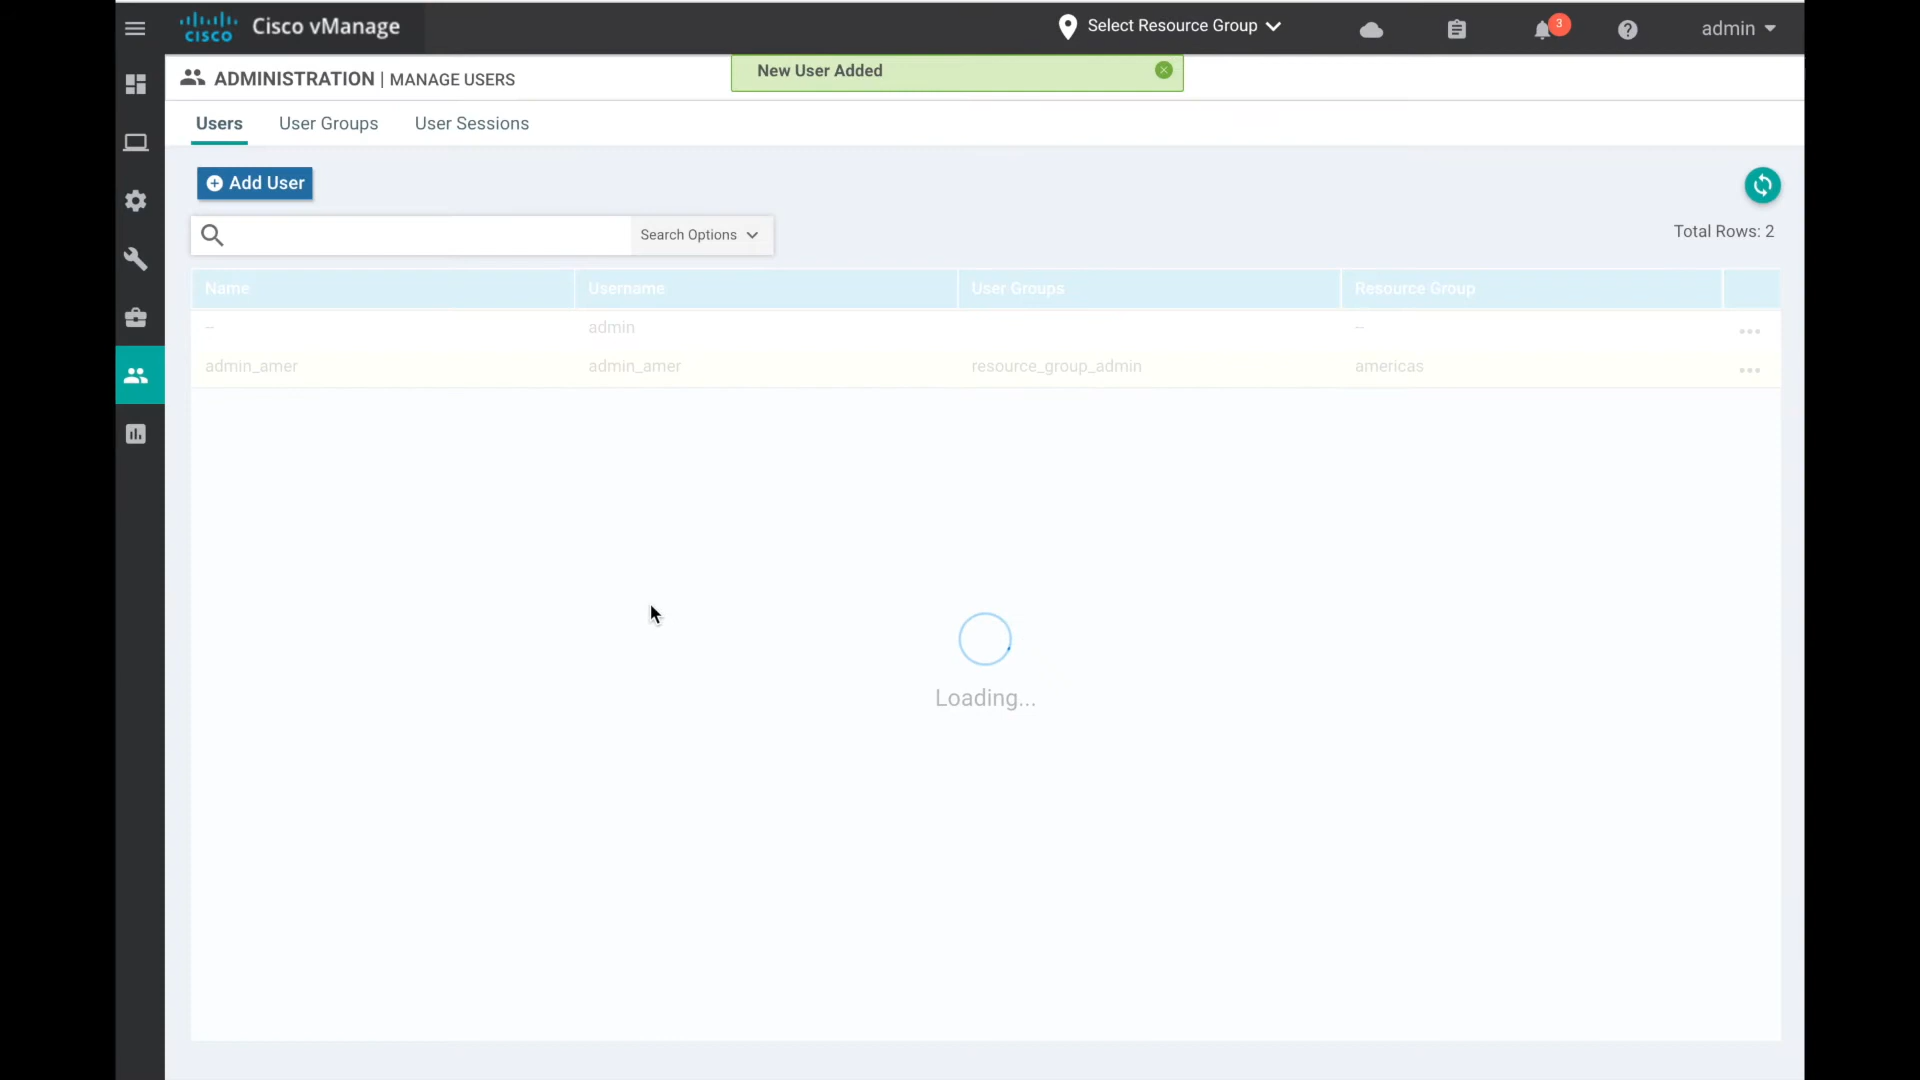 cisco Cisco vManage Select Resource Group 3 admin
ADMINISTRATION | MANAGE USERS New User Added
Users User Groups User Sessions
Add User
Search Options Total Rows: 2
Name Username User Groups Resource Group
-- admin --
admin_amer admin_amer resource_group_admin americas
Loading...